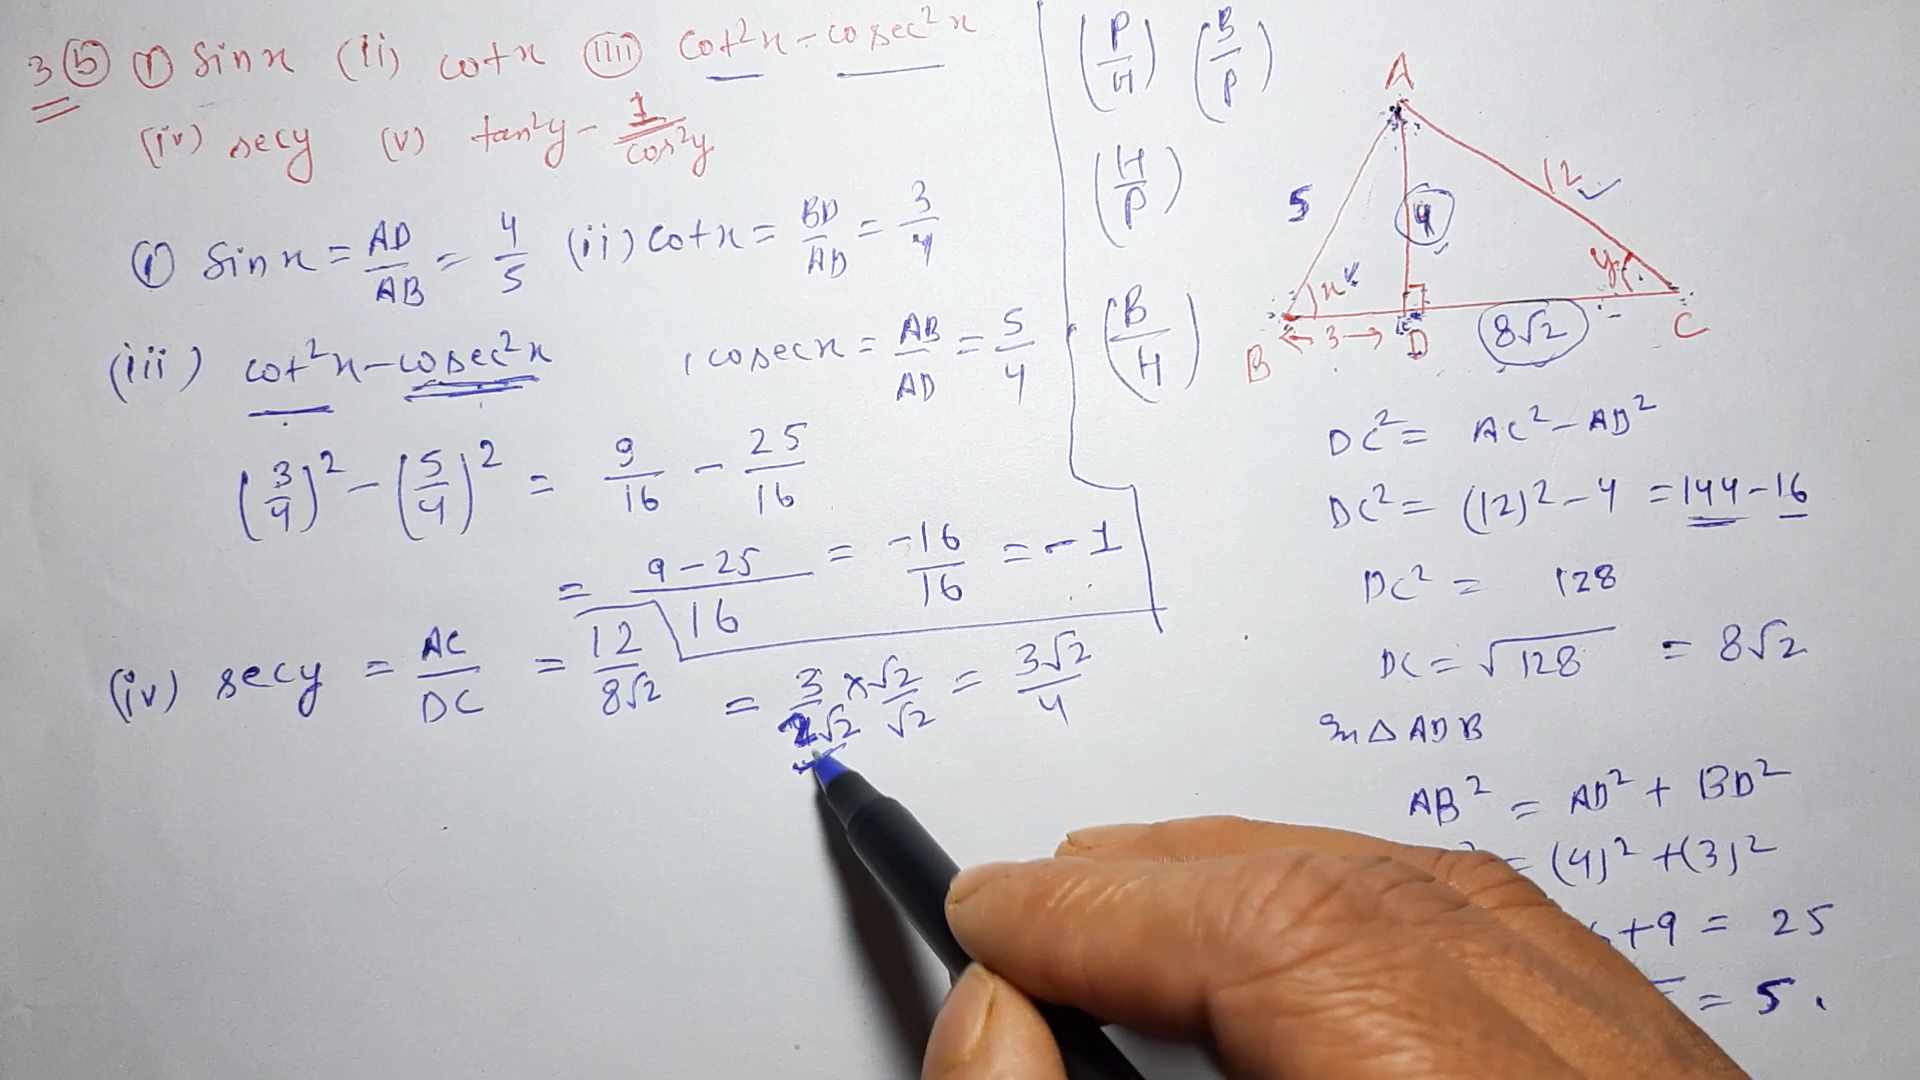 3 (b) (i) sin x (ii) cot x (iii) cot²x - cosec²x
(iv) sec y (v) tan²y - 1/cos²y
(i) sin x = AD/AB = 4/5 (ii) cot x = BD/AD = 3/4
(iii) cot²x - cosec²x , cosec x = AB/AD = 5/4
(3/4)² - (5/4)² = 9/16 - 25/16
= 9-25/16 = -16/16 = -1
(iv) sec y = AC/DC = 12/8√2 = 3/2√2 × √2/√2 = 3√2/4
(P/H) (B/P)
(H/P)
(B/H)
A
5 4 12
x y
B 3 D 8√2 C
DC² = AC² - AD²
DC² = (12)² - 4 = 144 - 16
DC² = 128
DC = √128 = 8√2
In △ ADB
AB² = AD² + BD²
= (4)² + (3)²
+9 = 25
= 5.